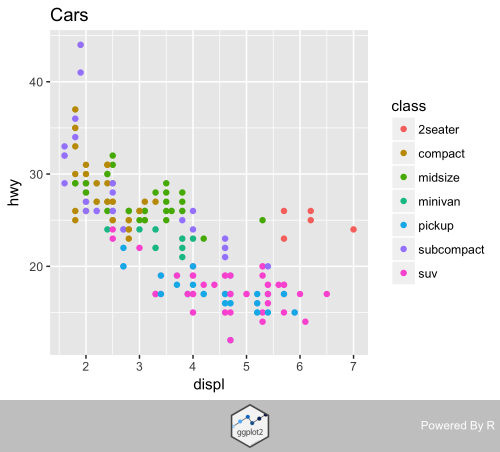 Cars
hwy
40
30
20
2
3
4
5
6
7
displ
class
2seater
compact
midsize
minivan
pickup
subcompact
suv
ggplot2
Powered By R